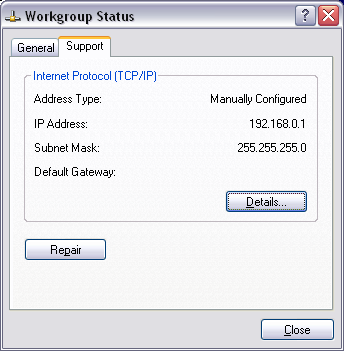 Workgroup Status
General Support
Internet Protocol (TCP/IP)
Address Type: Manually Configured
IP Address: 192.168.0.1
Subnet Mask: 255.255.255.0
Default Gateway:
Details...
Repair
Close